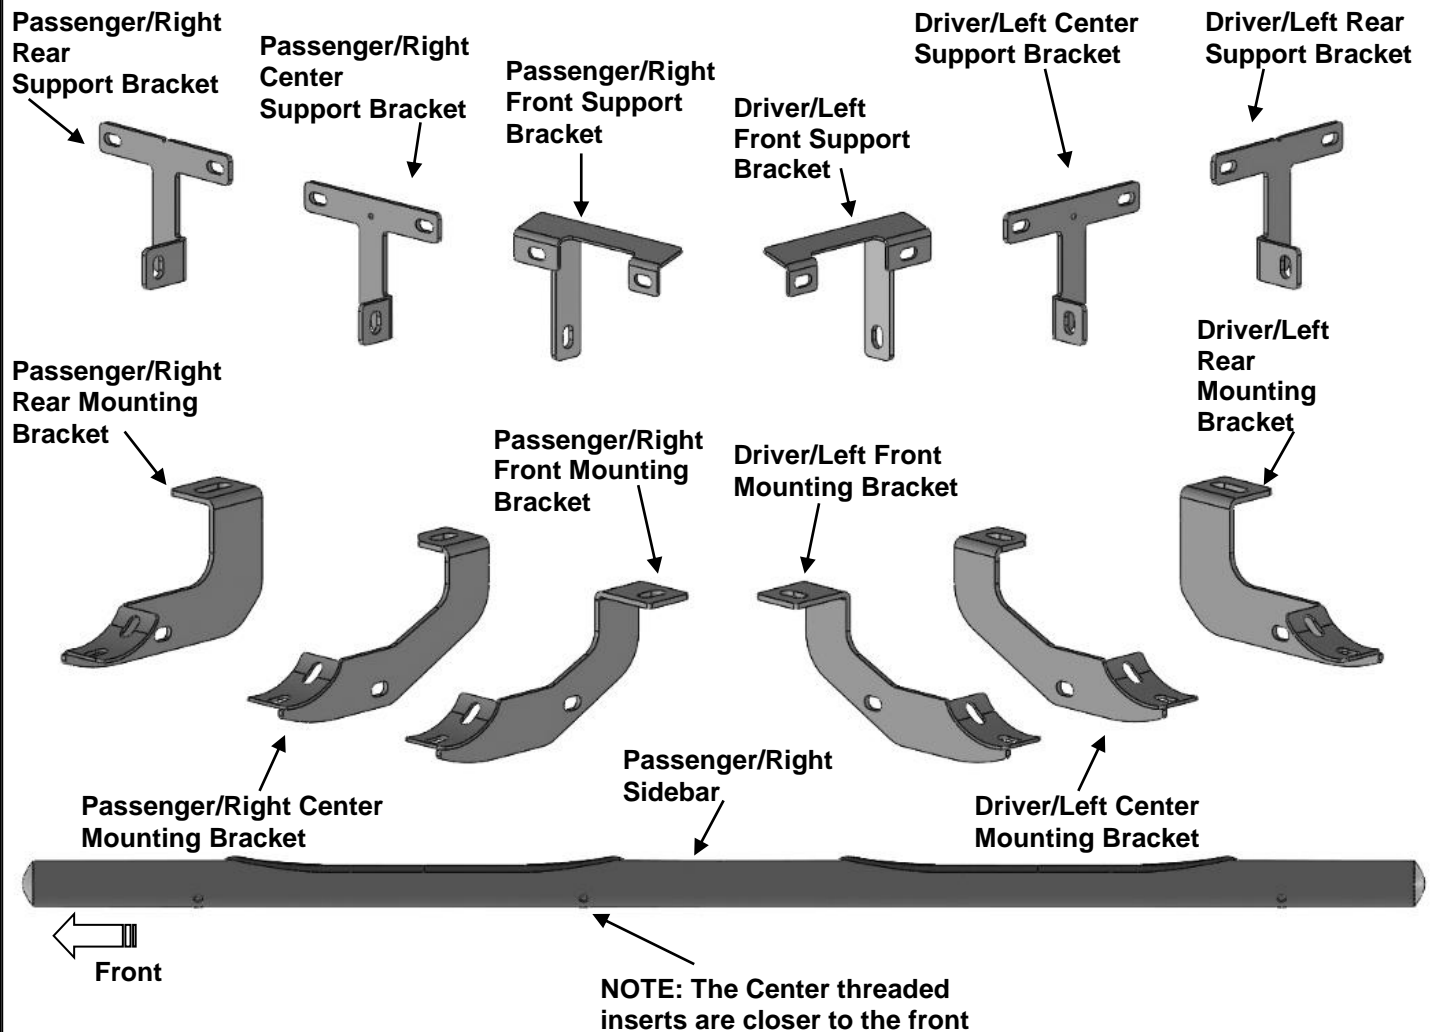 Passenger/Right
Rear
Support Bracket
Passenger/Right
Center
Support Bracket
Passenger/Right
Front Support
Bracket
Driver/Left
Front Support
Bracket
Driver/Left Center
Support Bracket
Driver/Left Rear
Support Bracket
Passenger/Right
Rear Mounting
Bracket
Passenger/Right
Front Mounting
Bracket
Driver/Left Front
Mounting Bracket
Driver/Left
Rear
Mounting
Bracket
Passenger/Right Center
Mounting Bracket
Passenger/Right
Sidebar
Driver/Left Center
Mounting Bracket
Front
NOTE: The Center threaded
inserts are closer to the front